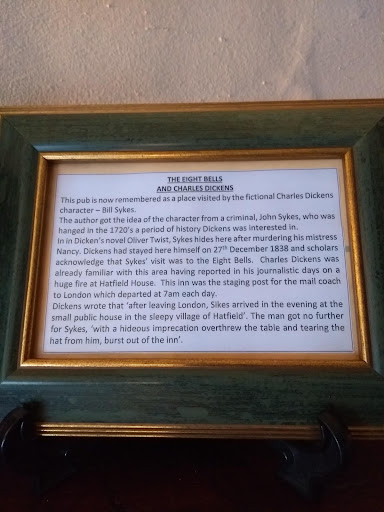 THE EIGHT BELLS
AND CHARLES DICKENS
This pub is now remembered as a place visited by the fictional Charles Dickens
character – Bill Sykes.
The author got the idea of the character from a criminal, John Sykes, who was
hanged in the 1720's a period of history Dickens was interested in.
In in Dicken's novel Oliver Twist, Sykes hides here after murdering his mistress
Nancy. Dickens had stayed here himself on 27th December 1838 and scholars
acknowledge that Sykes' visit was to the Eight Bells. Charles Dickens was
already familiar with this area having reported in his journalistic days on a
huge fire at Hatfield House. This inn was the staging post for the mail coach
to London which departed at 7am each day.
Dickens wrote that 'after leaving London, Sikes arrived in the evening at the
small public house in the sleepy village of Hatfield'. The man got no further
for Sykes, 'with a hideous imprecation overthrew the table and tearing the
hat from him, burst out of the inn'.